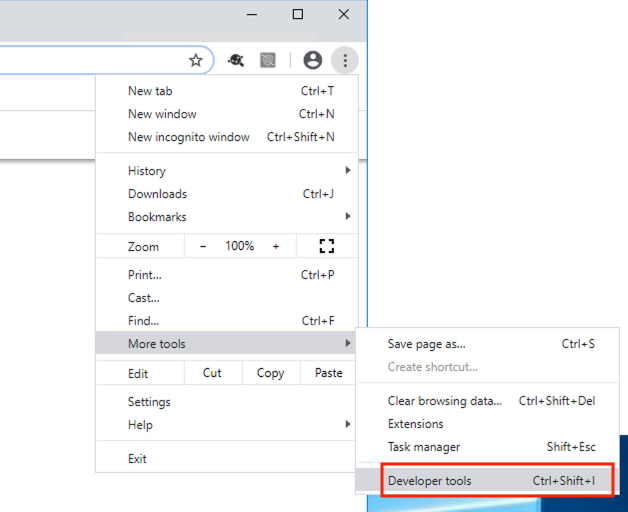 New tab Ctrl+T
New window Ctrl+N
New incognito window Ctrl+Shift+N
History
Downloads Ctrl+J
Bookmarks
Zoom − 100% +
Print... Ctrl+P
Cast...
Find... Ctrl+F
More tools
Edit Cut Copy Paste
Settings
Help
Exit
Save page as... Ctrl+S
Create shortcut...
Clear browsing data... Ctrl+Shift+Del
Extensions
Task manager Shift+Esc
Developer tools Ctrl+Shift+I